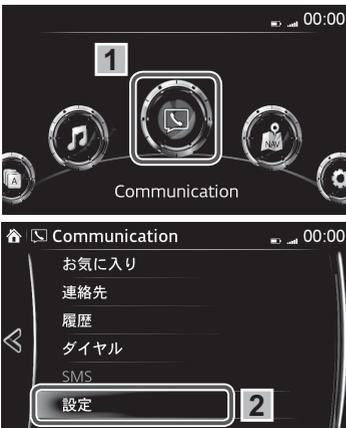 00:00
1
A
NAV
Communication
Communication 00:00
お気に入り
連絡先
履歴
ダイヤル
SMS
設定
2